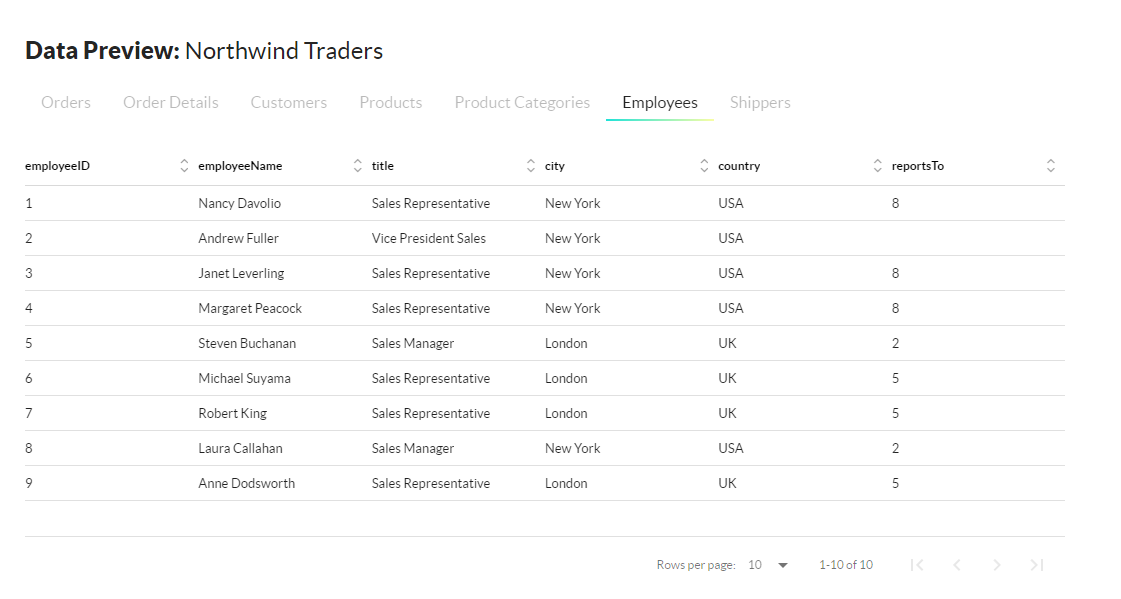 Data Preview: Northwind Traders
Orders Order Details Customers Products Product Categories Employees Shippers
employeeID employeeName title city country reportsTo
1 Nancy Davolio Sales Representative New York USA 8
2 Andrew Fuller Vice President Sales New York USA
3 Janet Leverling Sales Representative New York USA 8
4 Margaret Peacock Sales Representative New York USA 8
5 Steven Buchanan Sales Manager London UK 2
6 Michael Suyama Sales Representative London UK 5
7 Robert King Sales Representative London UK 5
8 Laura Callahan Sales Manager New York USA 2
9 Anne Dodsworth Sales Representative London UK 5
Rows per page: 10 1-10 of 10